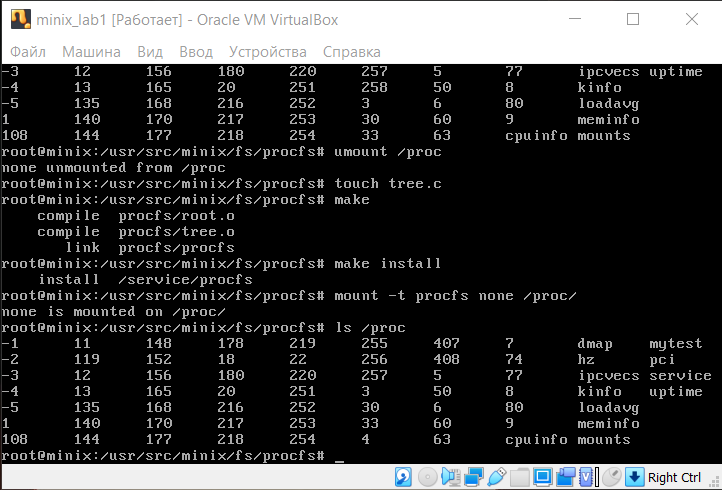 minix_lab1 [Работает] - Oracle VM VirtualBox
Файл Машина Вид Ввод Устройства Справка
-3 12 156 180 220 257 5 77 ipcvecs uptime
-4 13 165 20 251 258 50 8 kinfo
-5 135 168 216 252 3 6 80 loadavg
1 140 170 217 253 30 60 9 meminfo
108 144 177 218 254 33 63 cpuinfo mounts
root@minix:/usr/src/minix/fs/procfs# umount /proc
none unmounted from /proc
root@minix:/usr/src/minix/fs/procfs# touch tree.c
root@minix:/usr/src/minix/fs/procfs# make
compile procfs/root.o
compile procfs/tree.o
link procfs/procfs
root@minix:/usr/src/minix/fs/procfs# make install
install /service/procfs
root@minix:/usr/src/minix/fs/procfs# mount -t procfs none /proc/
none is mounted on /proc/
root@minix:/usr/src/minix/fs/procfs# ls /proc
-1 11 148 178 219 255 407 7 dmap mytest
-2 119 152 18 22 256 408 74 hz pci
-3 12 156 180 220 257 5 77 ipcvecs service
-4 13 165 20 251 3 50 8 kinfo uptime
-5 135 168 216 252 30 6 80 loadavg
1 140 170 217 253 33 60 9 meminfo
108 144 177 218 254 4 63 cpuinfo mounts
root@minix:/usr/src/minix/fs/procfs# _
Right Ctrl